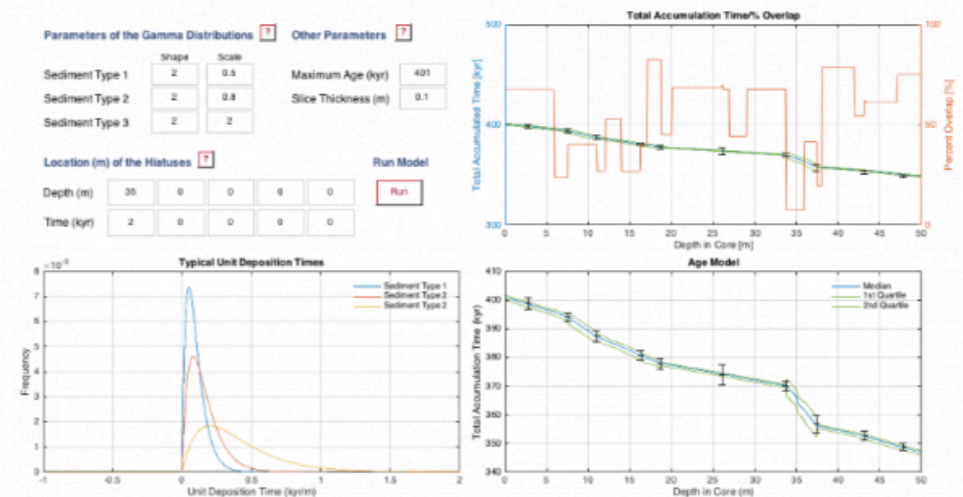 Parameters of the Gamma Distributions ?
Other Parameters ?
Shape Scale
Sediment Type 1 2 0.5
Sediment Type 2 2 0.8
Sediment Type 3 2 2
Maximum Age (kyr) 401
Slice Thickness (m) 0.1
Location (m) of the Hiatuses ?
Run Model
Depth (m) 35 0 0 0 0
Run
Time (kyr) 2 0 0 0 0
Total Accumulation Time/% Overlap
500
400
300
Total Accumulated Time [kyr]
100
50
0
Percent Overlap [%]
0 5 10 15 20 25 30 35 40 45 50
Depth in Core [m]
Typical Unit Deposition Times
×10⁻³
8
7
6
5
4
3
2
1
0
Frequency
Sediment Type 1
Sediment Type 2
Sediment Type 2
-1 -0.5 0 0.5 1 1.5 2
Unit Deposition Time (kyr/m)
Age Model
410
400
390
380
370
360
350
340
Total Accumulation Time (kyr)
Median
1st Quartile
2nd Quartile
0 5 10 15 20 25 30 35 40 45 50
Depth in Core (m)